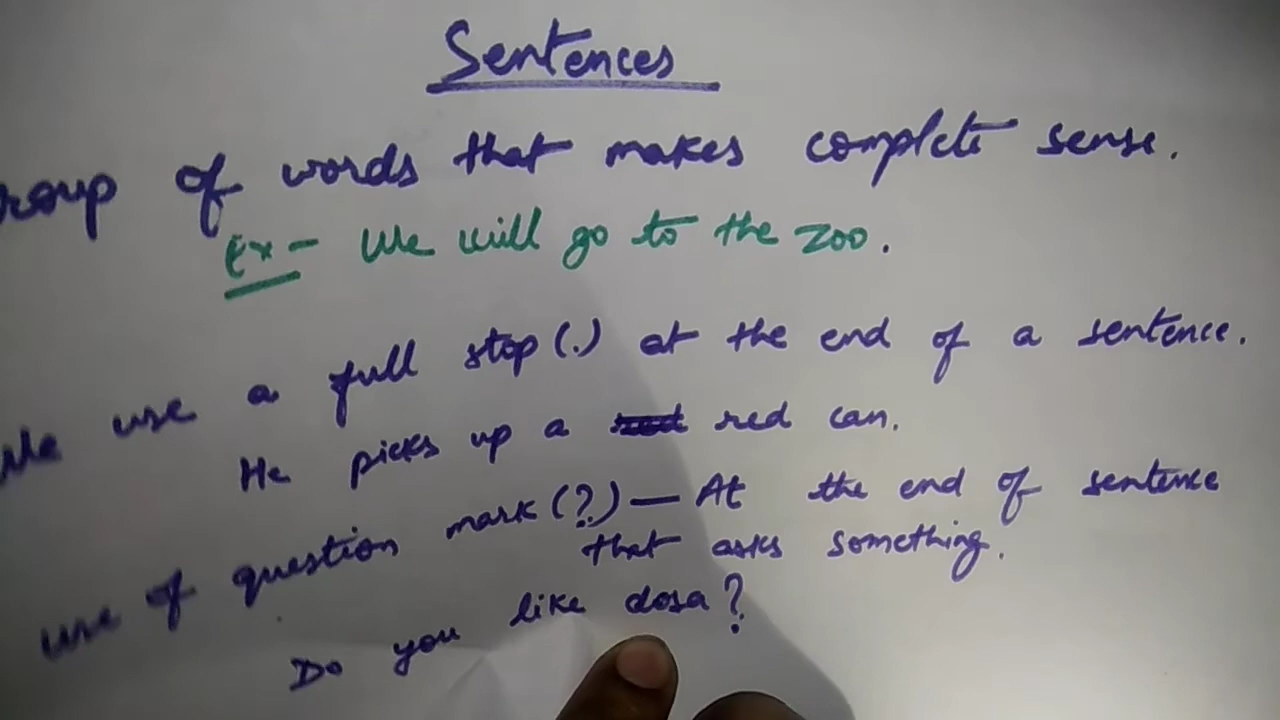 Sentences
roup of words that makes complete sense.
Ex - We will go to the zoo.
We use a full stop (.) at the end of a sentence.
He picks up a red can.
use of question mark (?) — At the end of sentence
that asks something.
Do you like dosa?